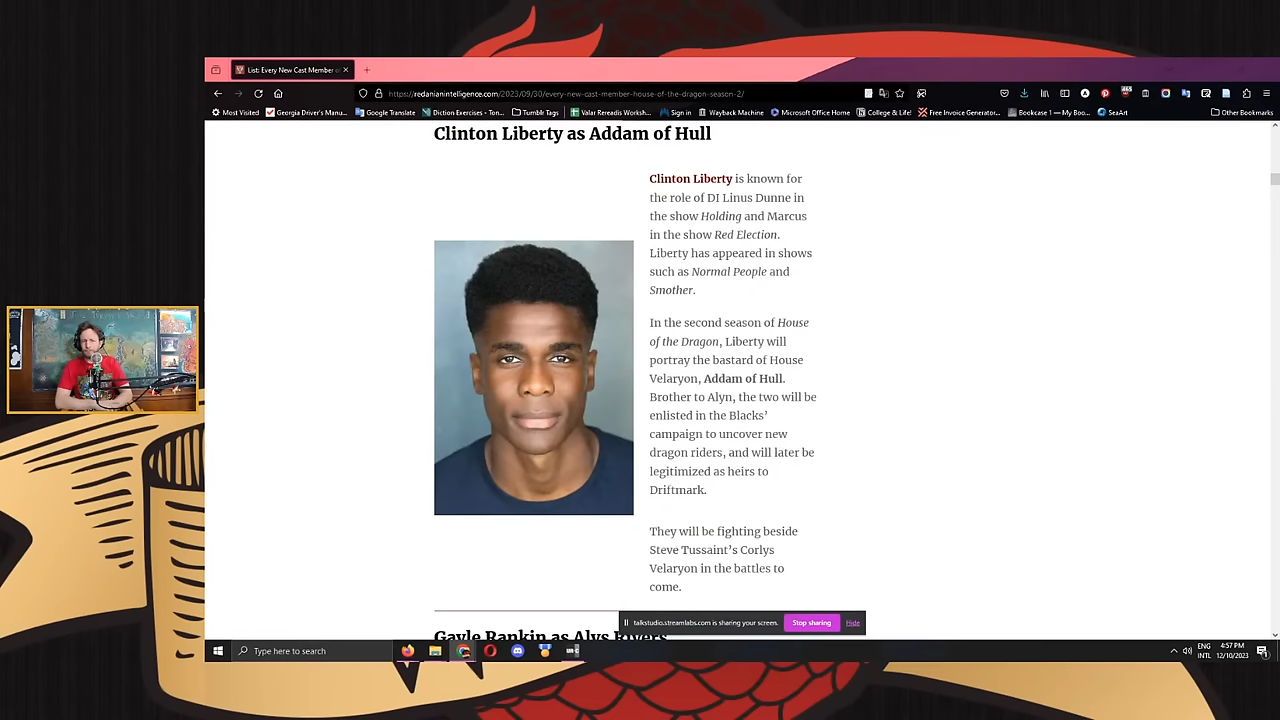 List: Every New Cast Member of
https://redanianintelligence.com/2023/09/30/every-new-cast-member-house-of-the-dragon-season-2/
Most Visited Georgia Driver's Manu... Google Translate Diction Exercises - Ton... Tumblr Tags Valar Rereadis Worksh... Sign in Wayback Machine Microsoft Office Home College & Life! Free Invoice Generator... Bookcase 1 — My Boo... SeaArt Other Bookmarks
Clinton Liberty as Addam of Hull
Clinton Liberty is known for
the role of DI Linus Dunne in
the show Holding and Marcus
in the show Red Election.
Liberty has appeared in shows
such as Normal People and
Smother.
In the second season of House
of the Dragon, Liberty will
portray the bastard of House
Velaryon, Addam of Hull.
Brother to Alyn, the two will be
enlisted in the Blacks'
campaign to uncover new
dragon riders, and will later be
legitimized as heirs to
Driftmark.
They will be fighting beside
Steve Tussaint's Corlys
Velaryon in the battles to
come.
talkstudio.streamlabs.com is sharing your screen. Stop sharing Hide
Gayle Rankin as Alys Rivers
Type here to search
ENG 4:57 PM
INTL 12/10/2023